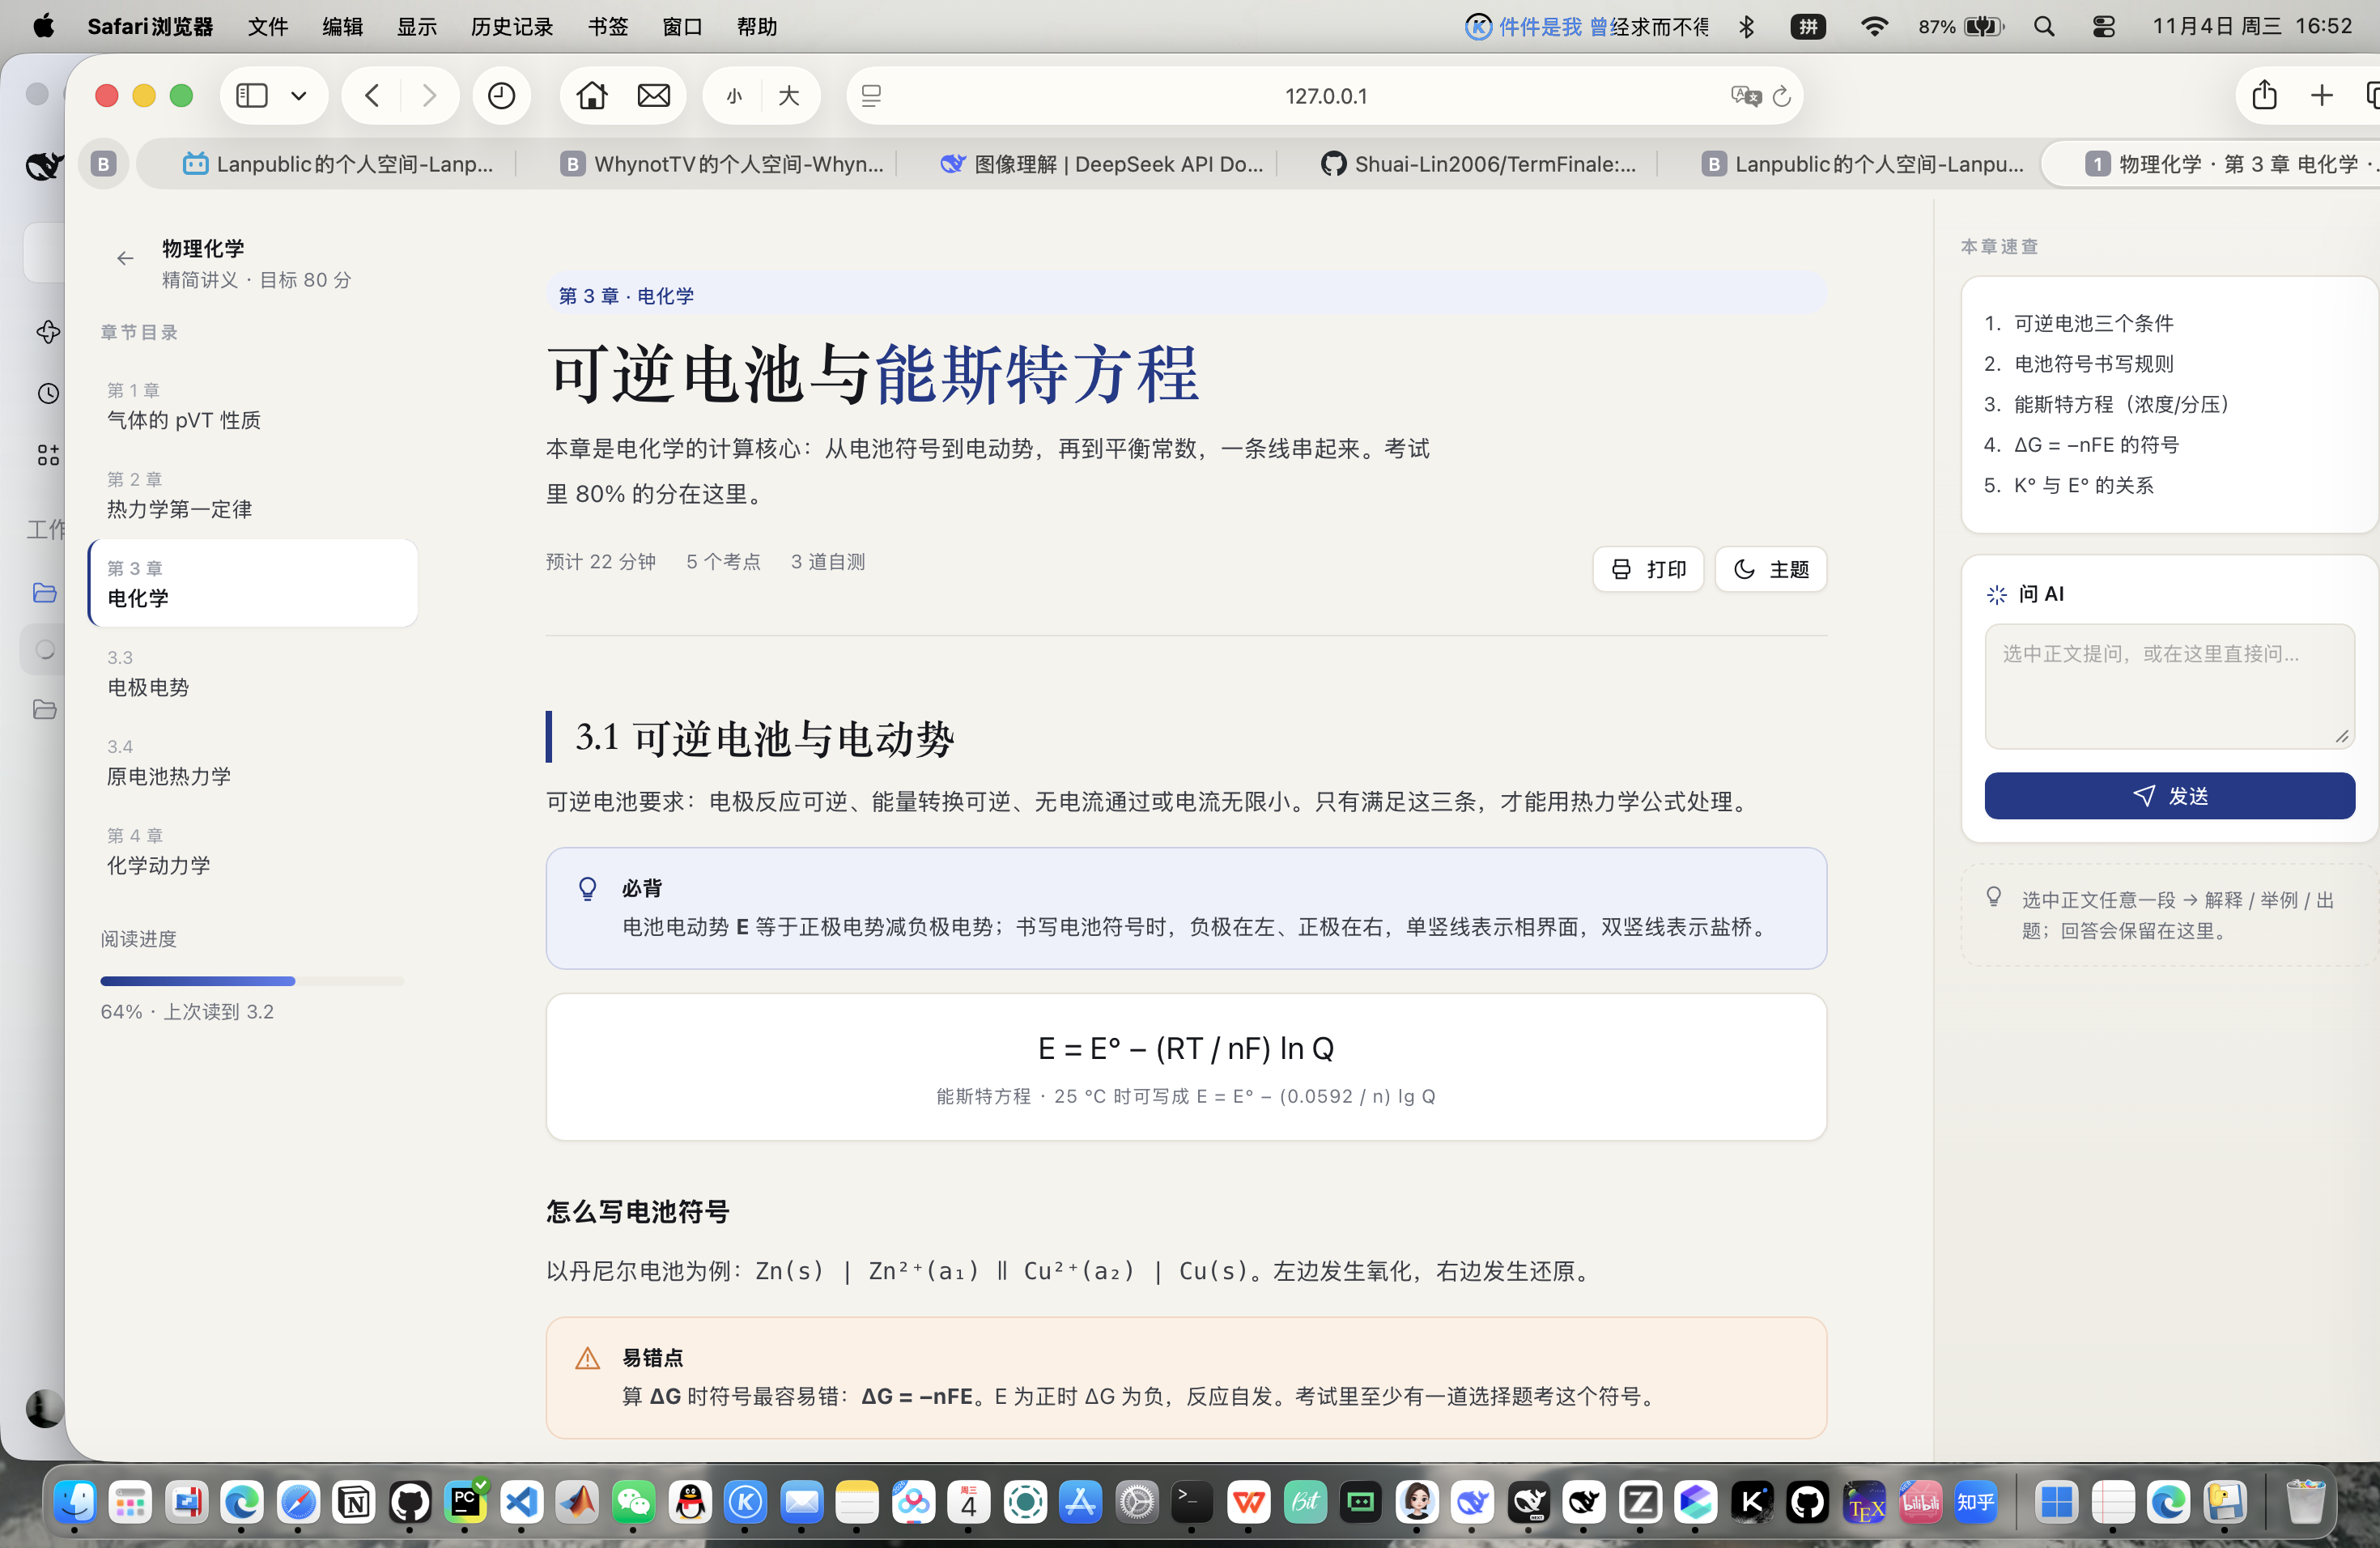 Safari浏览器 文件 编辑 显示 历史记录 书签 窗口 帮助
件件是我 曾经求而不得
拼
87%
11月4日 周三 16:52
小 大
127.0.0.1
B
Lanpublic的个人空间-Lanp...
B WhynotTV的个人空间-Whyn...
图像理解 | DeepSeek API Do...
Shuai-Lin2006/TermFinale:...
B Lanpublic的个人空间-Lanpu...
1 物理化学 · 第 3 章 电化学 ·
工作
物理化学
精简讲义 · 目标 80 分
章节目录
第 1 章
气体的 pVT 性质
第 2 章
热力学第一定律
第 3 章
电化学
3.3
电极电势
3.4
原电池热力学
第 4 章
化学动力学
阅读进度
64% · 上次读到 3.2
第 3 章 · 电化学
可逆电池与能斯特方程
本章是电化学的计算核心：从电池符号到电动势，再到平衡常数，一条线串起来。考试
里 80% 的分在这里。
预计 22 分钟 5 个考点 3 道自测
打印 主题
3.1 可逆电池与电动势
可逆电池要求：电极反应可逆、能量转换可逆、无电流通过或电流无限小。只有满足这三条，才能用热力学公式处理。
必背
电池电动势 E 等于正极电势减负极电势；书写电池符号时，负极在左、正极在右，单竖线表示相界面，双竖线表示盐桥。
E = E° − (RT / nF) ln Q
能斯特方程 · 25 °C 时可写成 E = E° − (0.0592 / n) lg Q
怎么写电池符号
以丹尼尔电池为例：Zn(s) | Zn²⁺(a₁) ‖ Cu²⁺(a₂) | Cu(s)。左边发生氧化，右边发生还原。
易错点
算 ΔG 时符号最容易错：ΔG = −nFE。E 为正时 ΔG 为负，反应自发。考试里至少有一道选择题考这个符号。
本章速查
1. 可逆电池三个条件
2. 电池符号书写规则
3. 能斯特方程（浓度/分压）
4. ΔG = −nFE 的符号
5. K° 与 E° 的关系
问 AI
选中正文提问，或在这里直接问...
发送
选中正文任意一段 → 解释 / 举例 / 出
题；回答会保留在这里。
PC
周三
4
Bit
TEX
bilibili
知乎